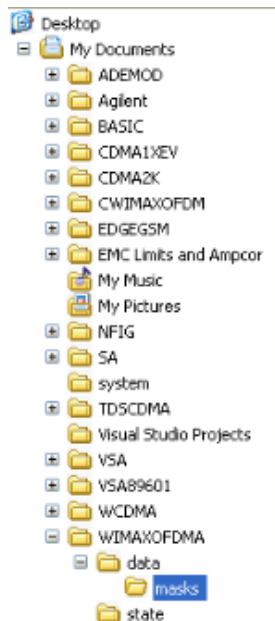 Desktop
My Documents
ADEMOD
Agilent
BASIC
CDMA1XEV
CDMA2K
CWIMAXOFDM
EDGEGSM
EMC Limits and Ampcor
My Music
My Pictures
NFIG
SA
system
TDSCDMA
Visual Studio Projects
VSA
VSA89601
WCDMA
WIMAXOFDMA
data
masks
state